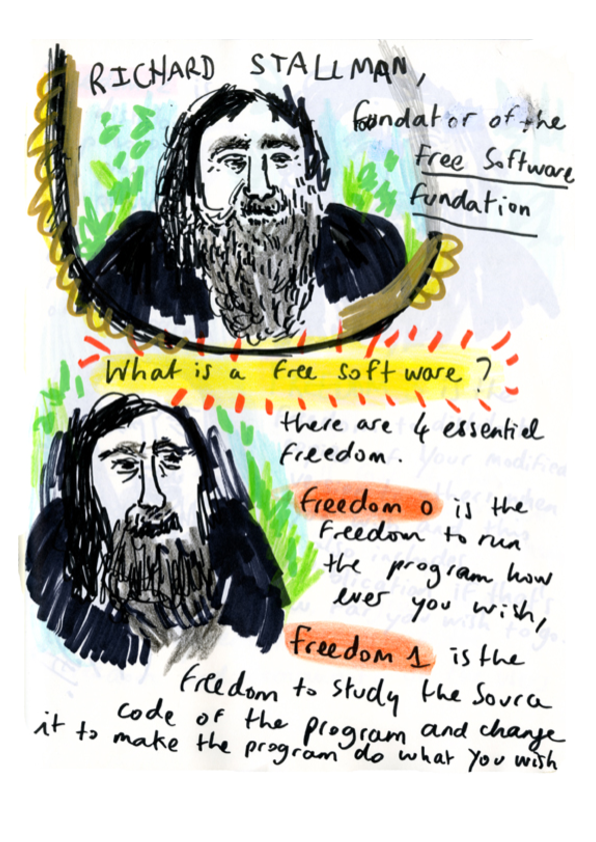 RICHARD STALLMAN,
fundator of the
Free Software
fundation
What is a free software ?
there are 4 essentiel
freedom.
freedom 0 is the
freedom to run
the program how
ever you wish,
freedom 1 is the
freedom to study the source
code of the program and change
it to make the program do what you wish